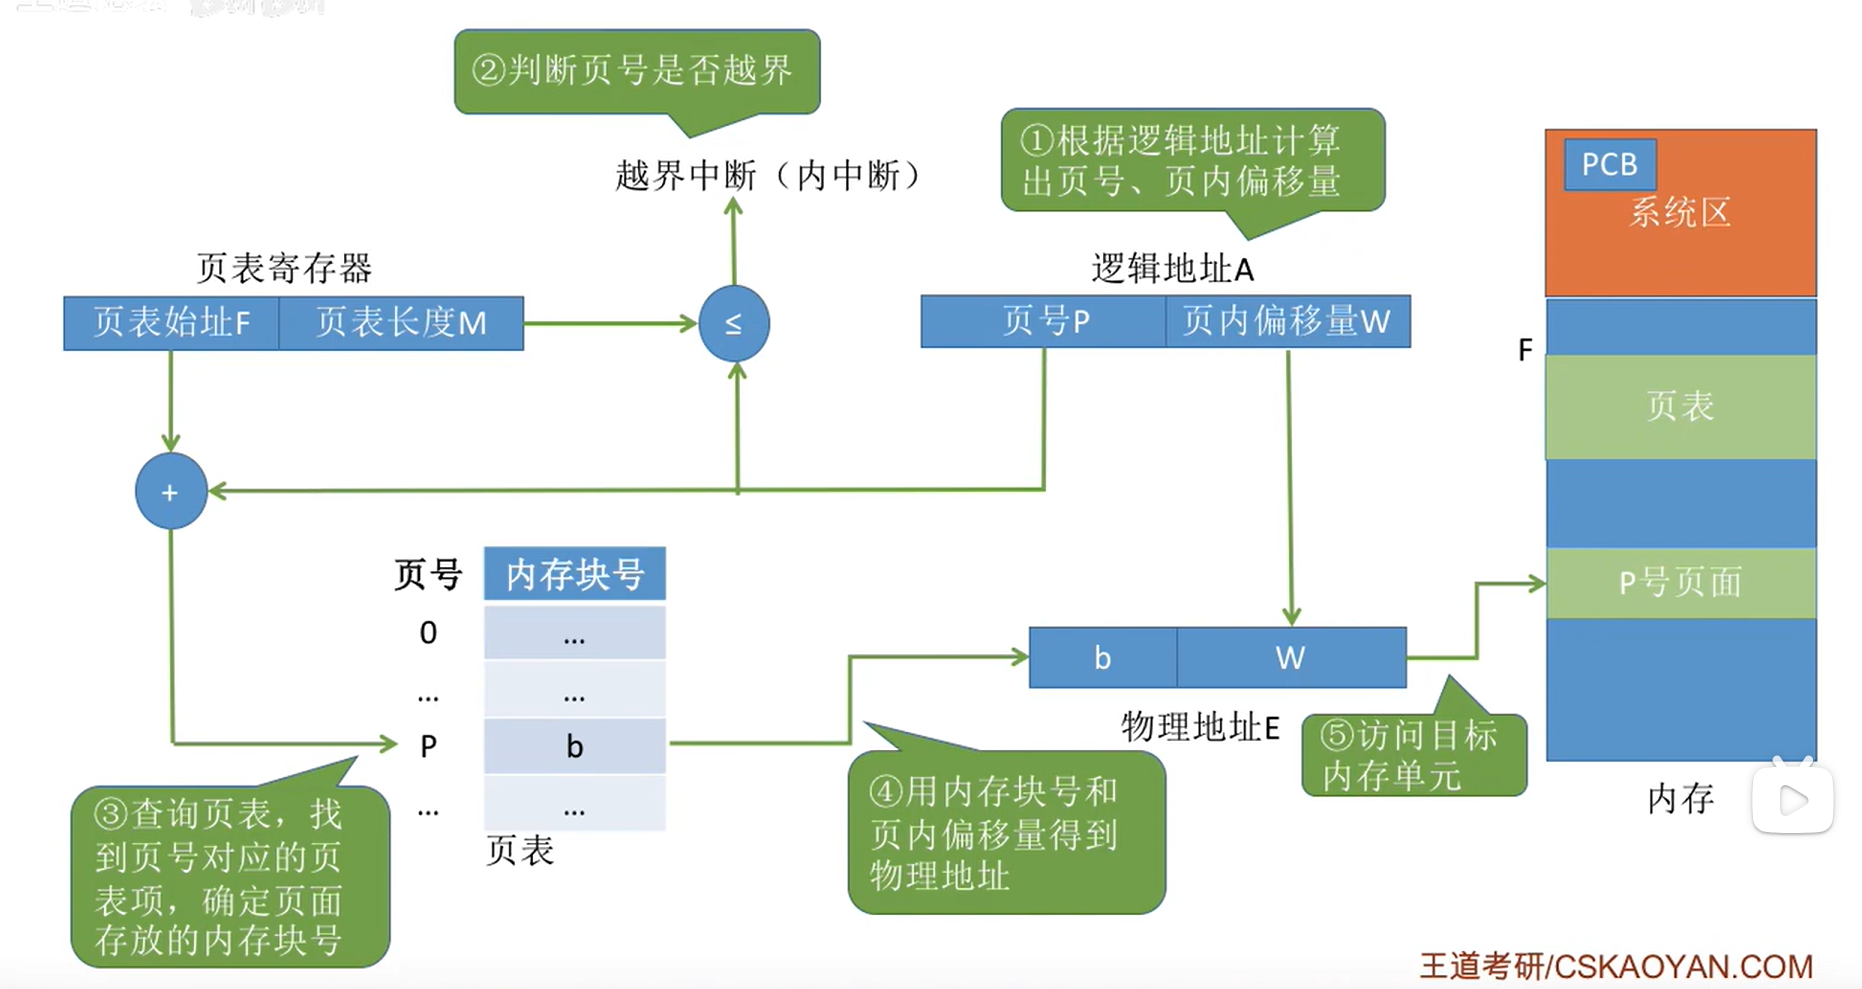 ②判断页号是否越界
①根据逻辑地址计算
出页号、页内偏移量
越界中断（内中断）
PCB
系统区
页表寄存器
逻辑地址A
页表始址F
页表长度M
≤
页号P
页内偏移量W
F
页表
+
页号
内存块号
0
...
...
...
P
b
...
...
页表
P号页面
b
W
物理地址E
③查询页表，找
到页号对应的页
表项，确定页面
存放的内存块号
④用内存块号和
页内偏移量得到
物理地址
⑤访问目标
内存单元
内存
王道考研/CSKAOYAN.COM